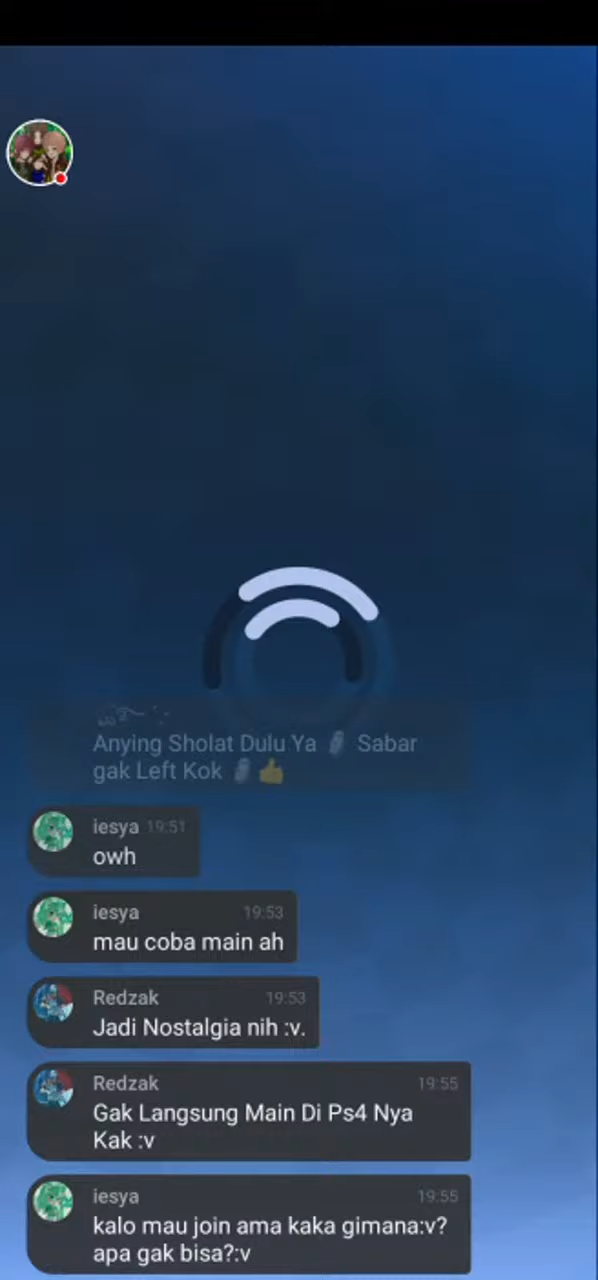 Anying Sholat Dulu Ya 🗿 Sabar
gak Left Kok 🗿👍
iesya 19:51
owh
iesya 19:53
mau coba main ah
Redzak 19:53
Jadi Nostalgia nih :v.
Redzak 19:55
Gak Langsung Main Di Ps4 Nya
Kak :v
iesya 19:55
kalo mau join ama kaka gimana:v?
apa gak bisa?:v